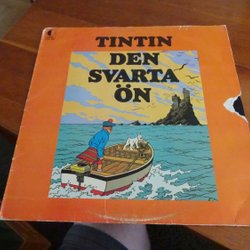 TINTIN
DEN
SVARTA
ÖN